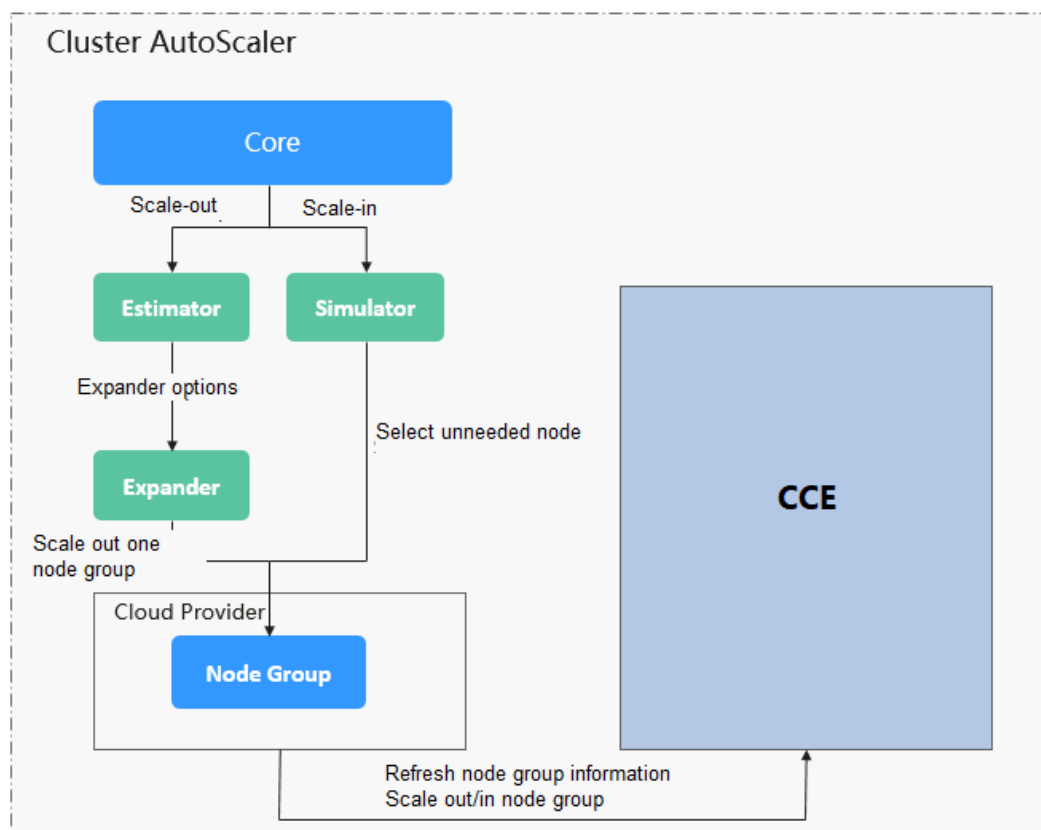 Cluster AutoScaler
Core
Scale-out
Scale-in
Estimator
Simulator
Expander options
Select unneeded node
Expander
CCE
Scale out one
node group
Cloud Provider
Node Group
Refresh node group information
Scale out/in node group